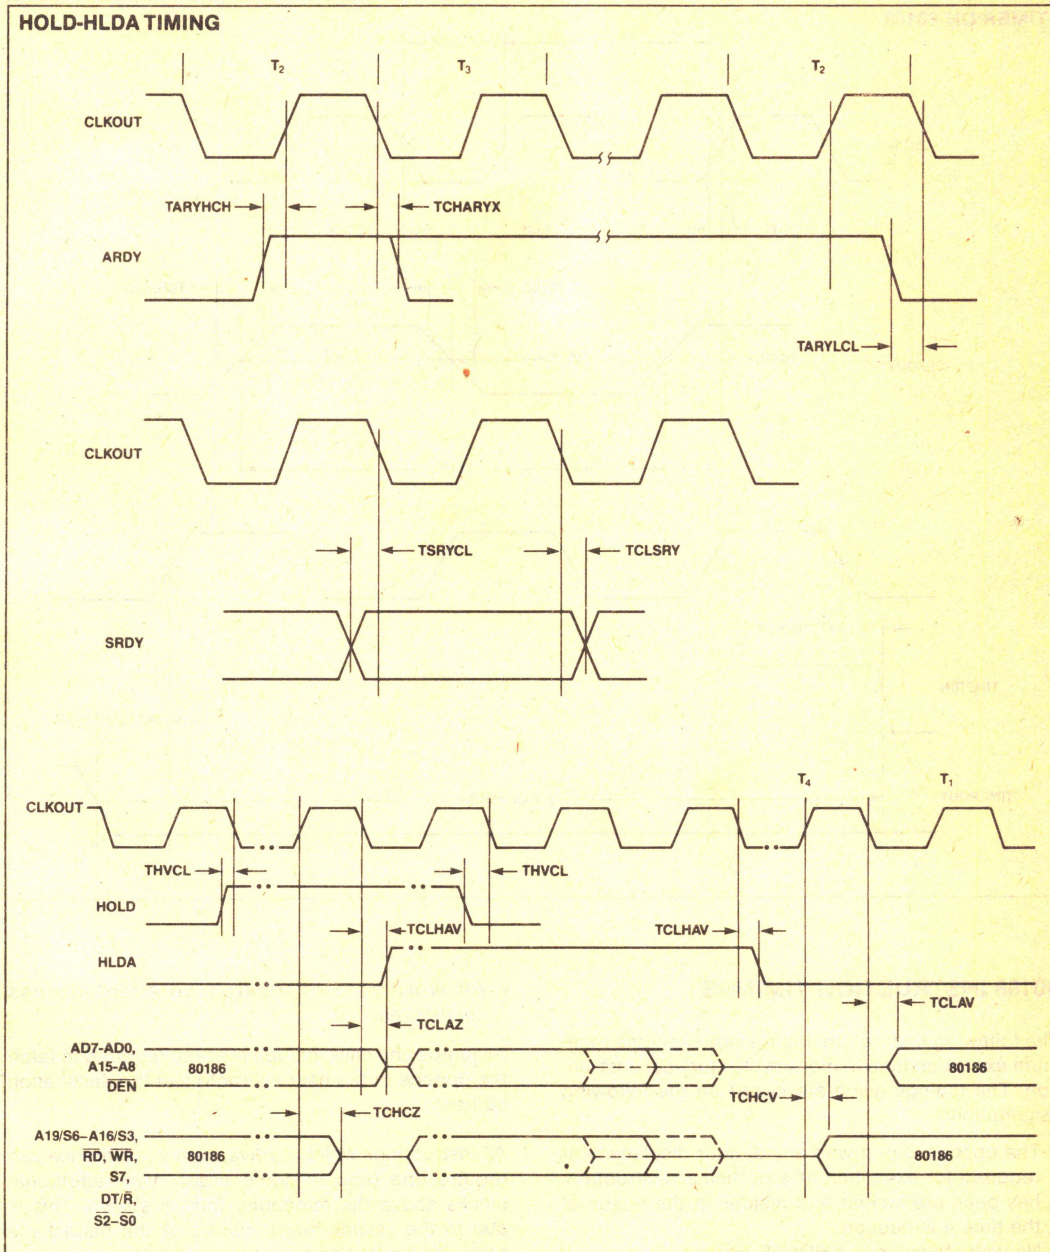 HOLD-HLDA TIMING
T2 T3 T2
CLKOUT
TARYHCH TCHARYX
ARDY
TARYLCL
CLKOUT
TSRYCL TCLSRY
SRDY
T4 T1
CLKOUT
THVCL THVCL
HOLD
TCLHAV TCLHAV
HLDA
TCLAV
TCLAZ
AD7-AD0,
A15-A8 80186 80186
DEN
TCHCZ TCHCV
A19/S6–A16/S3,
RD, WR, 80186 80186
S7,
DT/R,
S2–S0